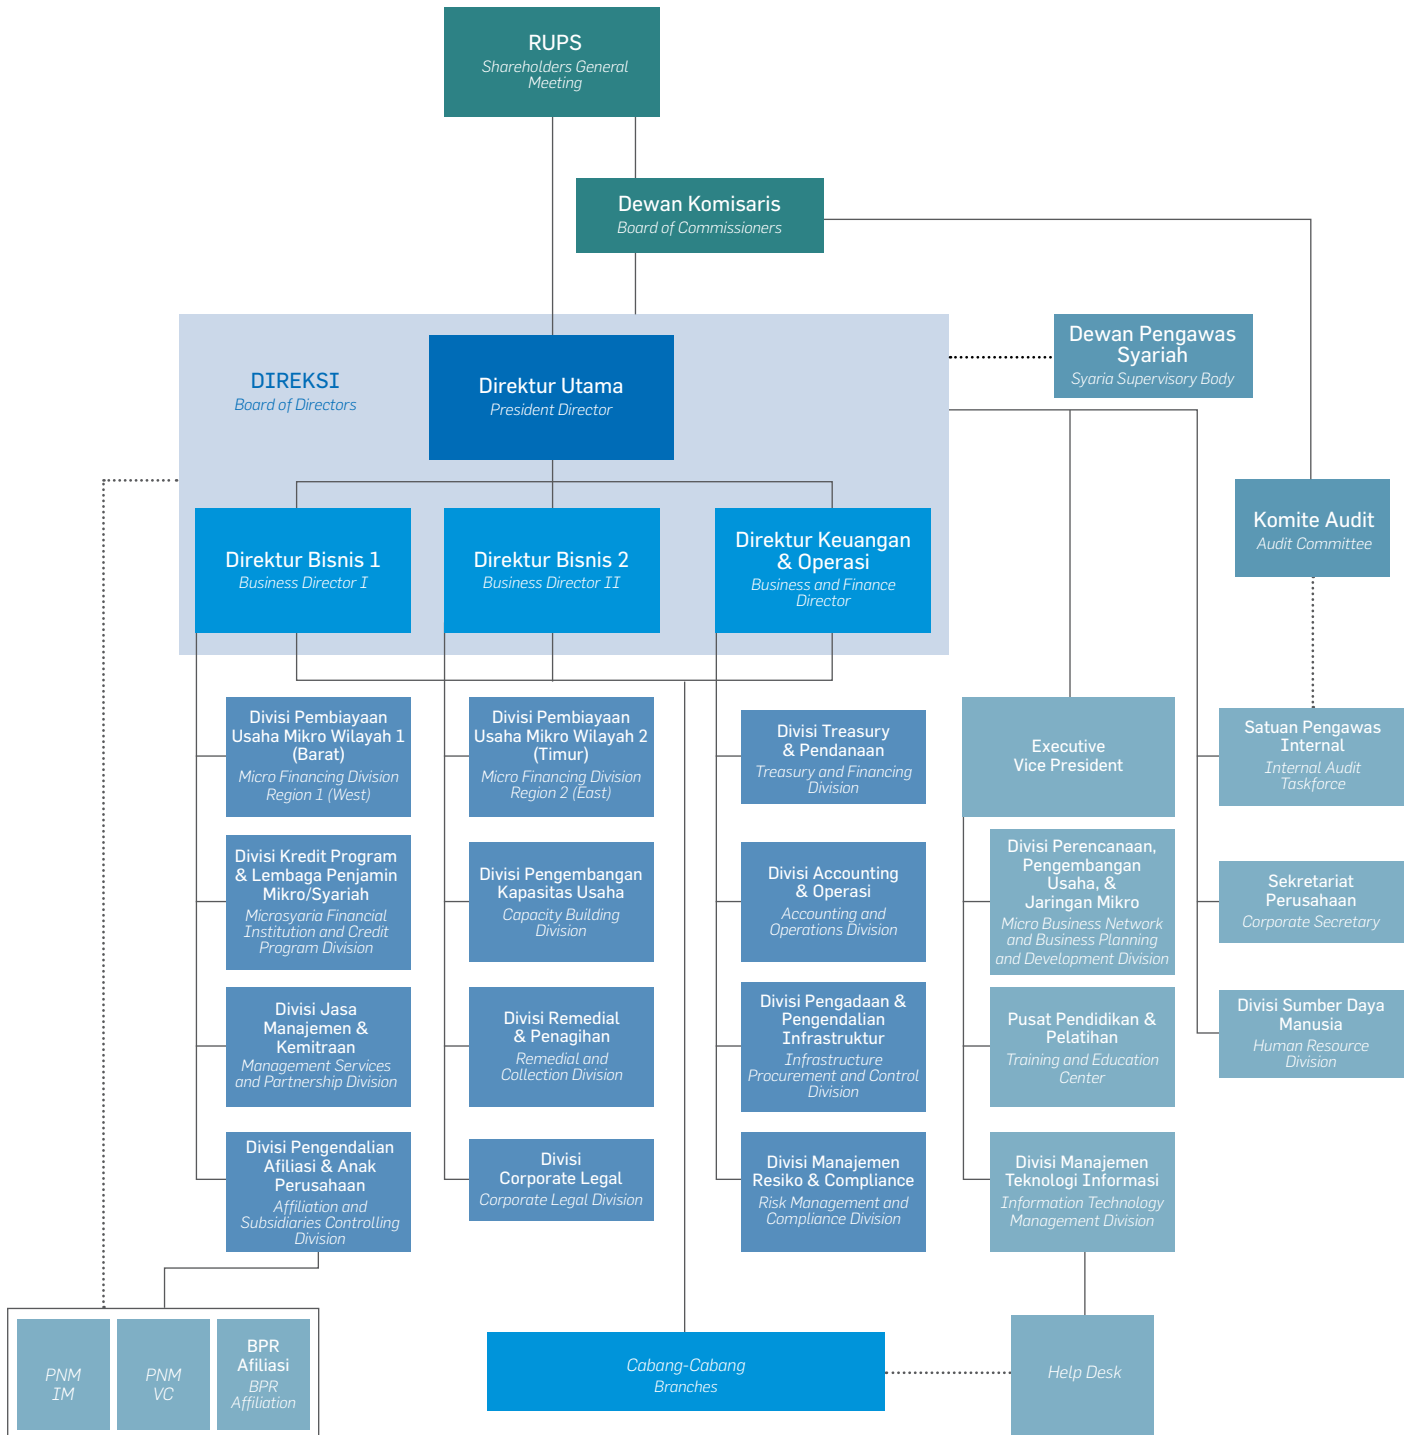 RUPS
Shareholders General
Meeting
Dewan Komisaris
Board of Commissioners
DIREKSI
Board of Directors
Direktur Utama
President Director
Dewan Pengawas
Syariah
Syaria Supervisory Body
Komite Audit
Audit Committee
Direktur Bisnis 1
Business Director I
Direktur Bisnis 2
Business Director II
Direktur Keuangan
& Operasi
Business and Finance
Director
Divisi Pembiayaan
Usaha Mikro Wilayah 1
(Barat)
Micro Financing Division
Region 1 (West)
Divisi Kredit Program
& Lembaga Penjamin
Mikro/Syariah
Microsyaria Financial
Institution and Credit
Program Division
Divisi Jasa
Manajemen &
Kemitraan
Management Services
and Partnership Division
Divisi Pengendalian
Afiliasi & Anak
Perusahaan
Affiliation and
Subsidiaries Controlling
Division
Divisi Pembiayaan
Usaha Mikro Wilayah 2
(Timur)
Micro Financing Division
Region 2 (East)
Divisi Pengembangan
Kapasitas Usaha
Capacity Building
Division
Divisi Remedial
& Penagihan
Remedial and
Collection Division
Divisi
Corporate Legal
Corporate Legal Division
Divisi Treasury
& Pendanaan
Treasury and Financing
Division
Divisi Accounting
& Operasi
Accounting and
Operations Division
Divisi Pengadaan &
Pengendalian
Infrastruktur
Infrastructure
Procurement and Control
Division
Divisi Manajemen
Resiko & Compliance
Risk Management and
Compliance Division
Executive
Vice President
Divisi Perencanaan,
Pengembangan
Usaha, &
Jaringan Mikro
Micro Business Network
and Business Planning
and Development Division
Pusat Pendidikan &
Pelatihan
Training and Education
Center
Divisi Manajemen
Teknologi Informasi
Information Technology
Management Division
Satuan Pengawas
Internal
Internal Audit
Taskforce
Sekretariat
Perusahaan
Corporate Secretary
Divisi Sumber Daya
Manusia
Human Resource
Division
PNM
IM
PNM
VC
BPR
Afiliasi
BPR
Affiliation
Cabang-Cabang
Branches
Help Desk